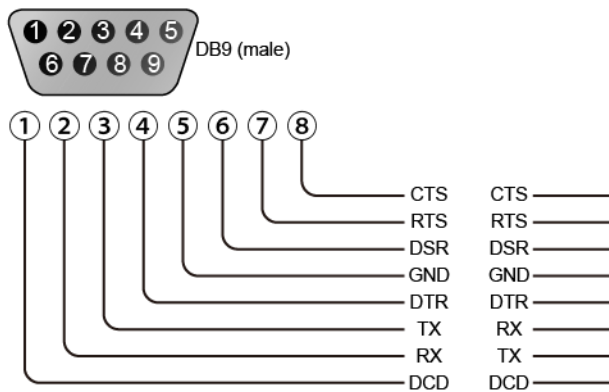 1 2 3 4 5
DB9 (male)
6 7 8 9
1 2 3 4 5 6 7 8
CTS CTS
RTS RTS
DSR DSR
GND GND
DTR DTR
TX RX
RX TX
DCD DCD